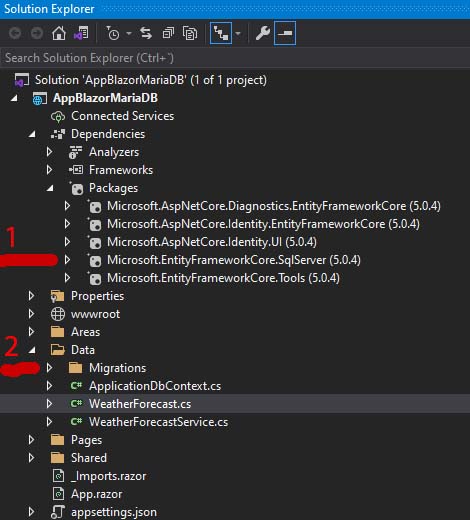 Solution Explorer
Search Solution Explorer (Ctrl+`)
Solution 'AppBlazorMariaDB' (1 of 1 project)
AppBlazorMariaDB
Connected Services
Dependencies
Analyzers
Frameworks
Packages
Microsoft.AspNetCore.Diagnostics.EntityFrameworkCore (5.0.4)
Microsoft.AspNetCore.Identity.EntityFrameworkCore (5.0.4)
1 Microsoft.AspNetCore.Identity.UI (5.0.4)
Microsoft.EntityFrameworkCore.SqlServer (5.0.4)
Microsoft.EntityFrameworkCore.Tools (5.0.4)
Properties
wwwroot
Areas
2 Data
Migrations
C# ApplicationDbContext.cs
C# WeatherForecast.cs
C# WeatherForecastService.cs
Pages
Shared
_Imports.razor
App.razor
appsettings.json